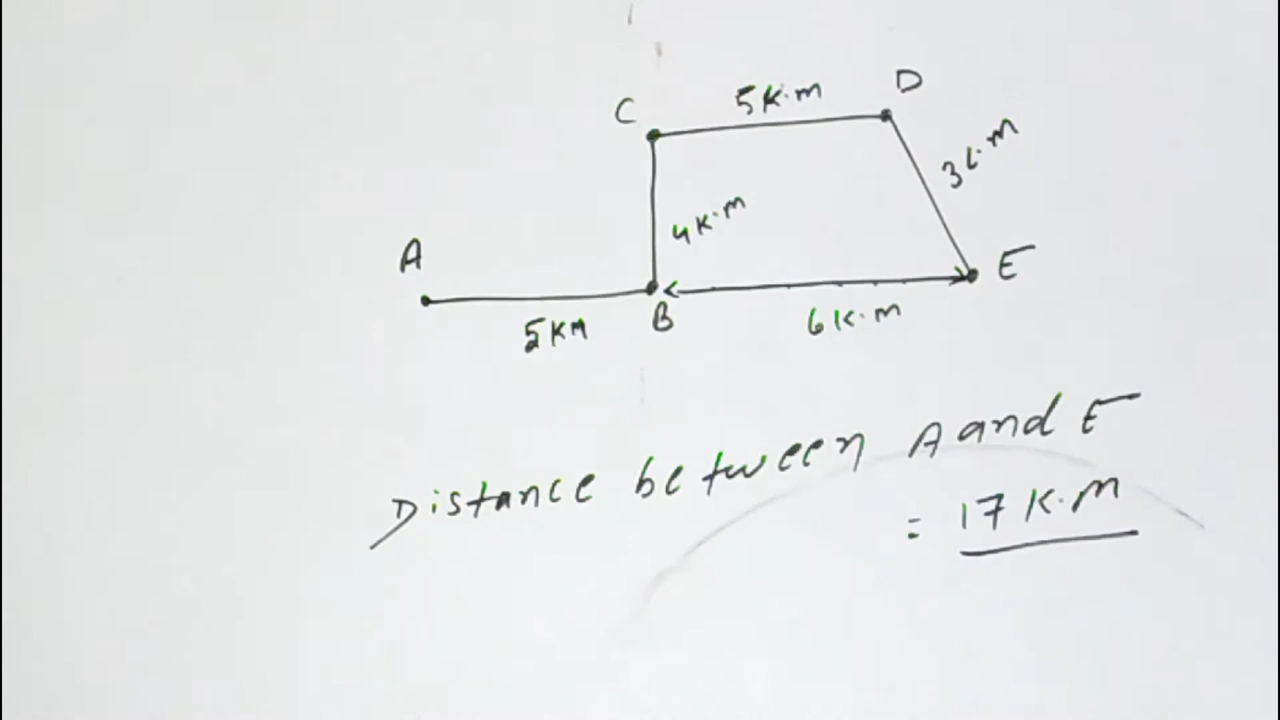 D
5K.m
C
3k.m
4K.m
A
E
5KM
B
6K.m
Distance between A and E
= 17 K.M